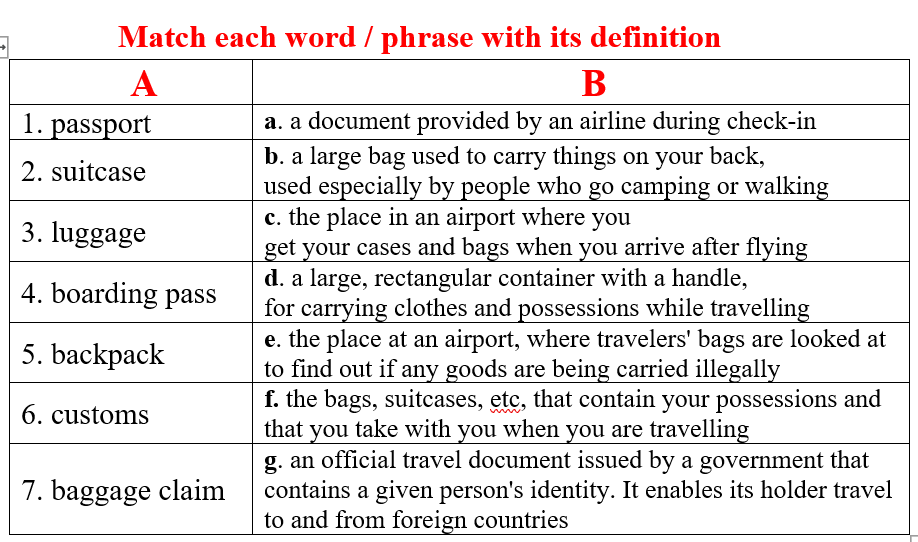 Match each word / phrase with its definition
A
B
1. passport
a. a document provided by an airline during check-in
2. suitcase
b. a large bag used to carry things on your back,
used especially by people who go camping or walking
3. luggage
c. the place in an airport where you
get your cases and bags when you arrive after flying
4. boarding pass
d. a large, rectangular container with a handle,
for carrying clothes and possessions while travelling
5. backpack
e. the place at an airport, where travelers' bags are looked at
to find out if any goods are being carried illegally
6. customs
f. the bags, suitcases, etc, that contain your possessions and
that you take with you when you are travelling
7. baggage claim
g. an official travel document issued by a government that
contains a given person's identity. It enables its holder travel
to and from foreign countries